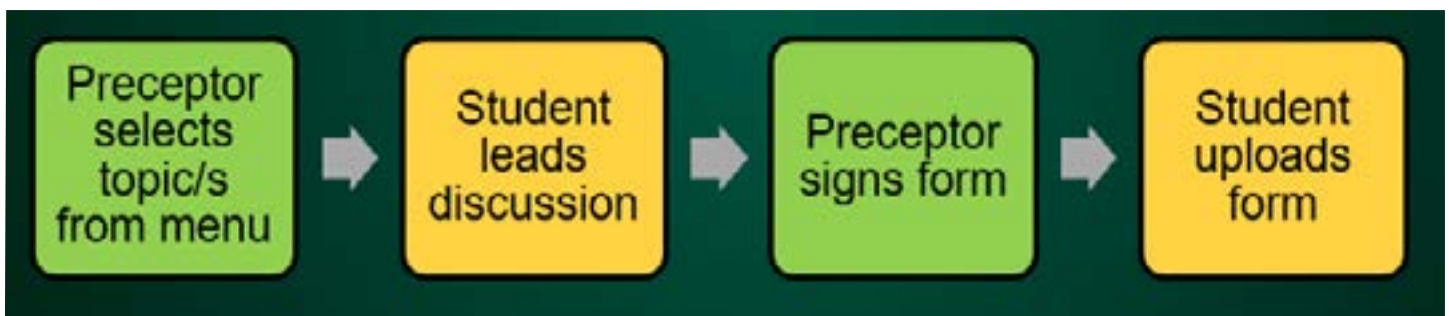 Preceptor
selects
topic/s
from menu
Student
leads
discussion
Preceptor
signs form
Student
uploads
form